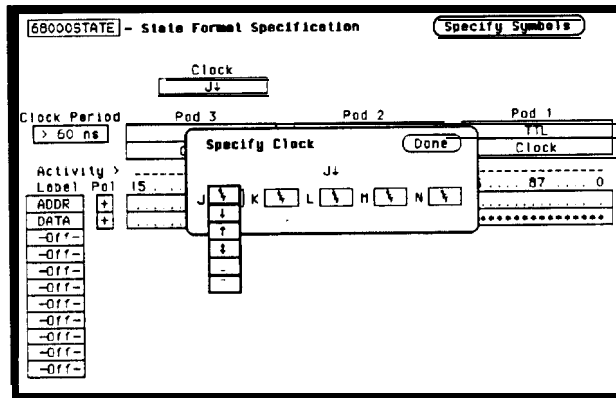 68000STATE - State Format Specification Specify Symbols
Clock
J↓
Clock Period Pod 3 Pod 2 Pod 1
> 60 ns TTL
Specify Clock Done Clock
Activity > J↓
Label Pol 15 87 0
J K L M N
ADDR +
DATA +
-Off-
-Off-
-Off-
-Off-
-Off-
-Off-
-Off-
-Off-
-Off-